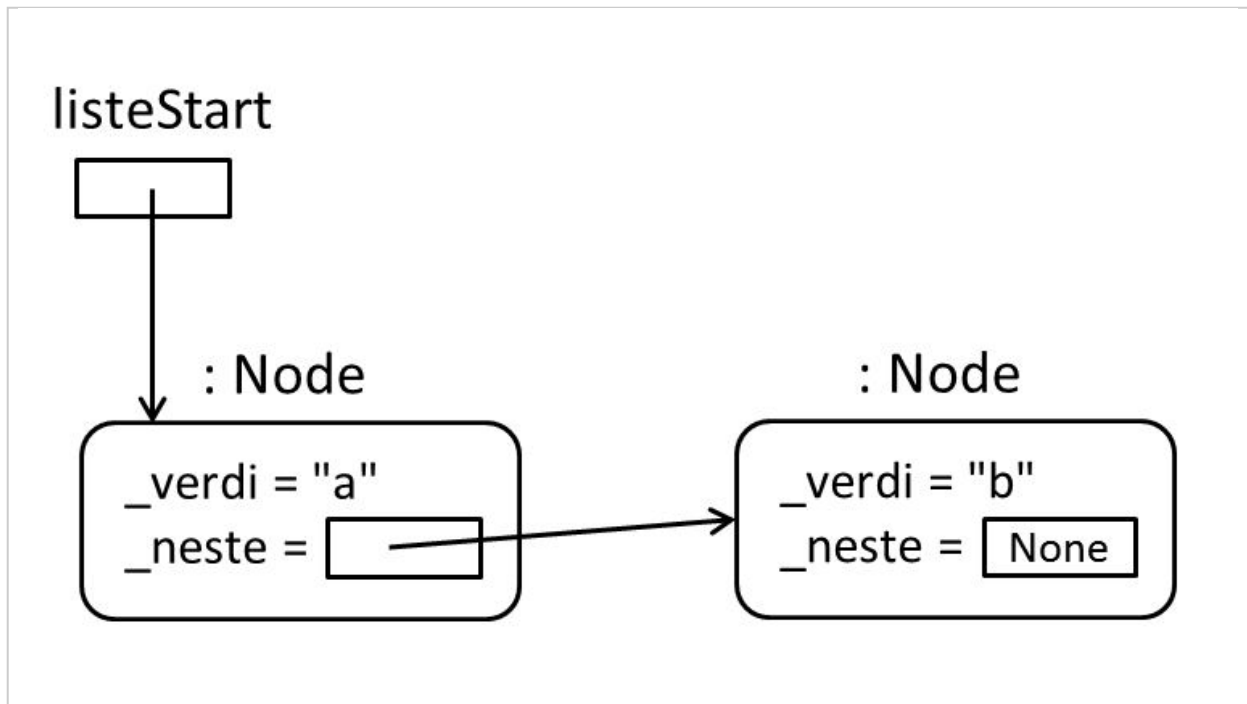 listeStart
: Node
_verdi = "a"
_neste =
: Node
_verdi = "b"
_neste = None